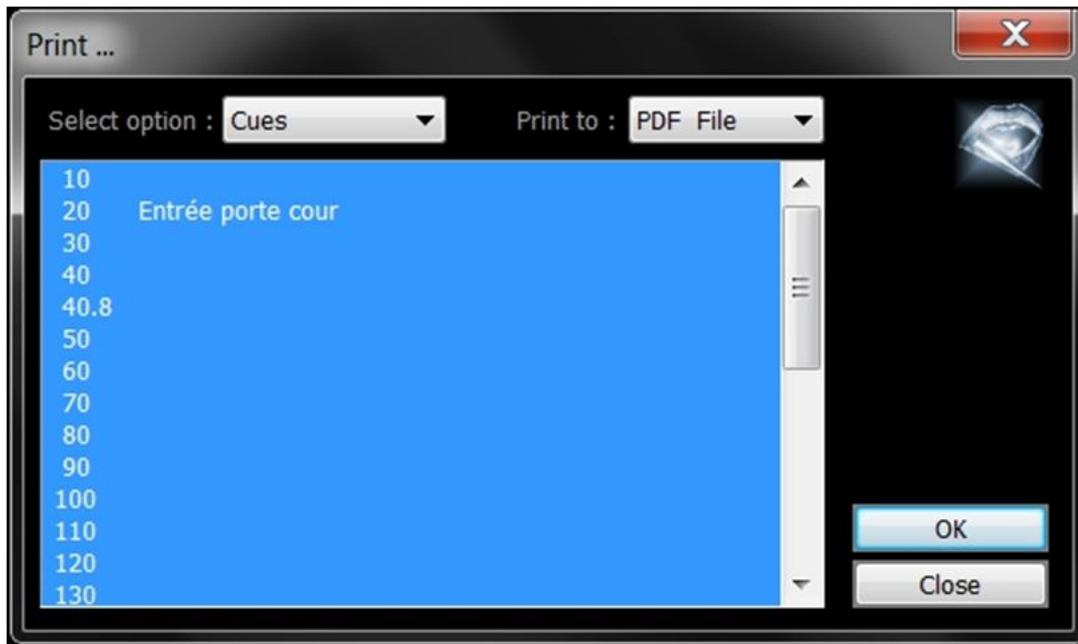 Print ...
Select option : Cues Print to : PDF File
10
20 Entrée porte cour
30
40
40.8
50
60
70
80
90
100
110
120
130
OK
Close